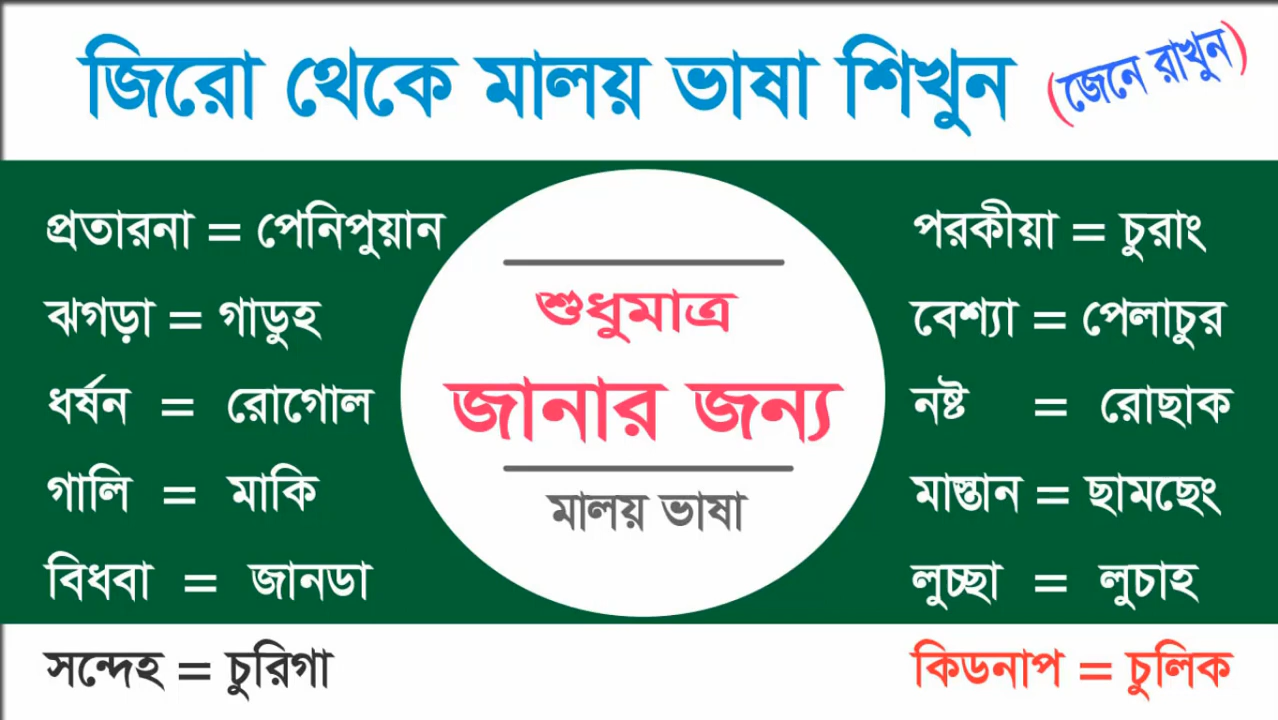 জিরো থেকে মালয় ভাষা শিখুন (জেনে রাখুন)
প্রতারনা = পেনিপুয়ান
ঝগড়া = গাডুহ
ধর্ষন = রোগোল
গালি = মাকি
বিধবা = জানডা
সন্দেহ = চুরিগা
শুধুমাত্র
জানার জন্য
মালয় ভাষা
পরকীয়া = চুরাং
বেশ্যা = পেলাচুর
নষ্ট = রোছাক
মাস্তান = ছামছেং
লুচ্ছা = লুচাহ
কিডনাপ = চুলিক